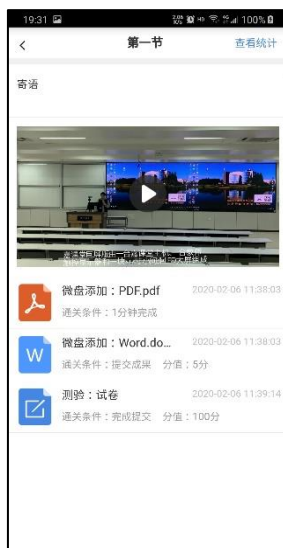 19:31
2.06 K/s HD 4G 100%
第一节
查看统计
寄语
微盘添加：PDF.pdf
2020-02-06 11:38:03
通关条件：1分钟完成
W
微盘添加：Word.do...
2020-02-06 11:38:03
通关条件：提交成果 分值：5分
测验：试卷
2020-02-06 11:39:14
通关条件：完成提交 分值：100分